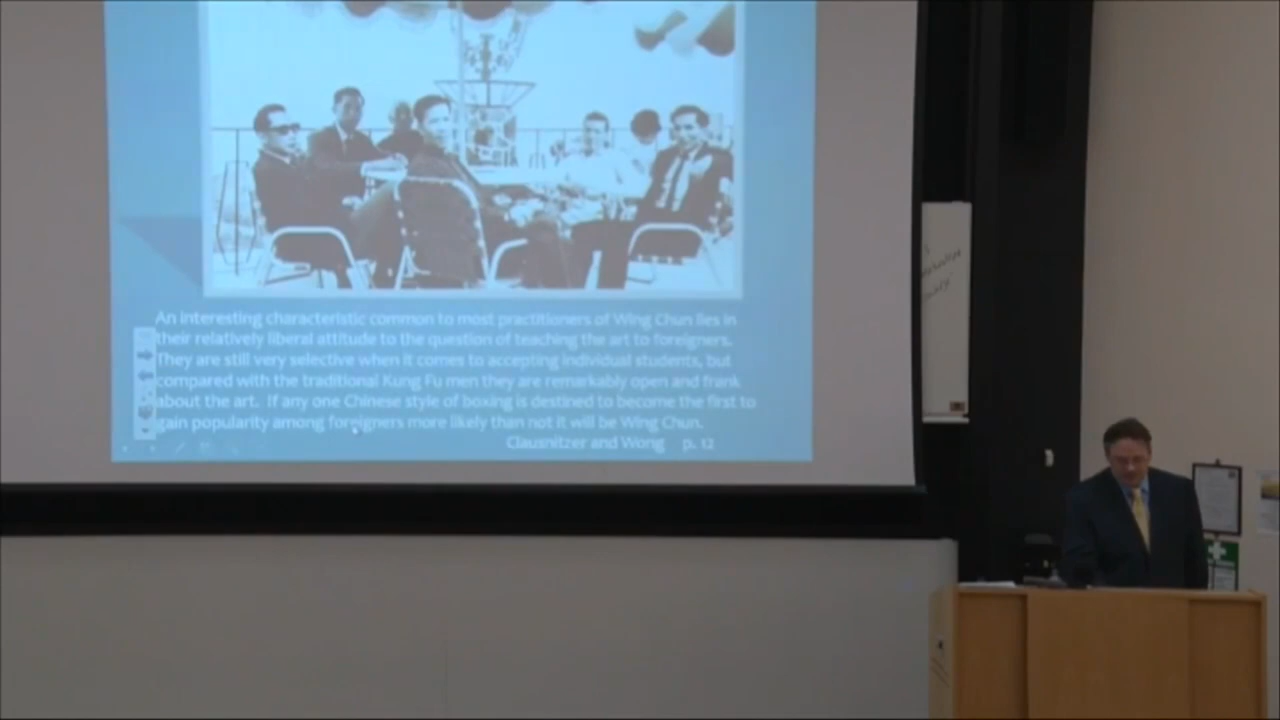 An interesting characteristic common to most practitioners of Wing Chun lies in
their relatively liberal attitude to the question of teaching the art to foreigners.
They are still very selective when it comes to accepting individual students, but
compared with the traditional Kung Fu men they are remarkably open and frank
about the art. If any one Chinese style of boxing is destined to become the first to
gain popularity among foreigners more likely than not it will be Wing Chun.
Clausnitzer and Wong p. 12